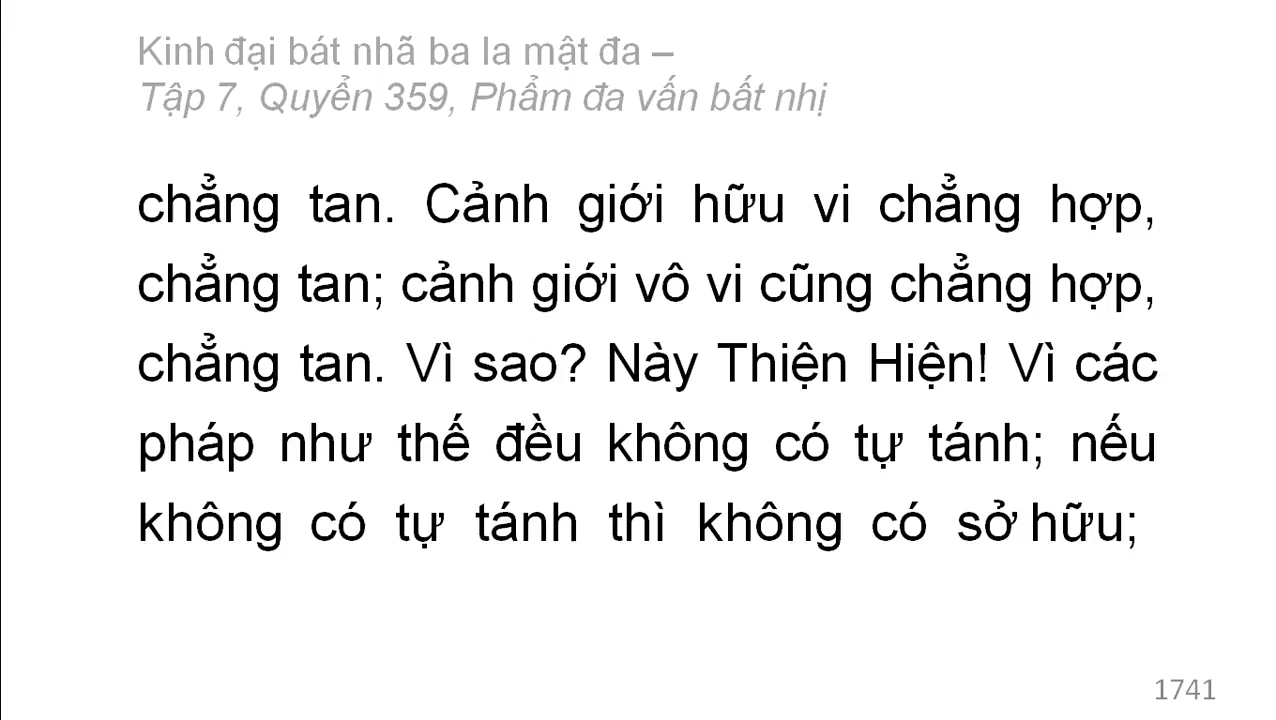 Kinh đại bát nhã ba la mật đa –
Tập 7, Quyển 359, Phẩm đa vấn bất nhị
chẳng tan. Cảnh giới hữu vi chẳng hợp,
chẳng tan; cảnh giới vô vi cũng chẳng hợp,
chẳng tan. Vì sao? Này Thiện Hiện! Vì các
pháp như thế đều không có tự tánh; nếu
không có tự tánh thì không có sở hữu;
1741